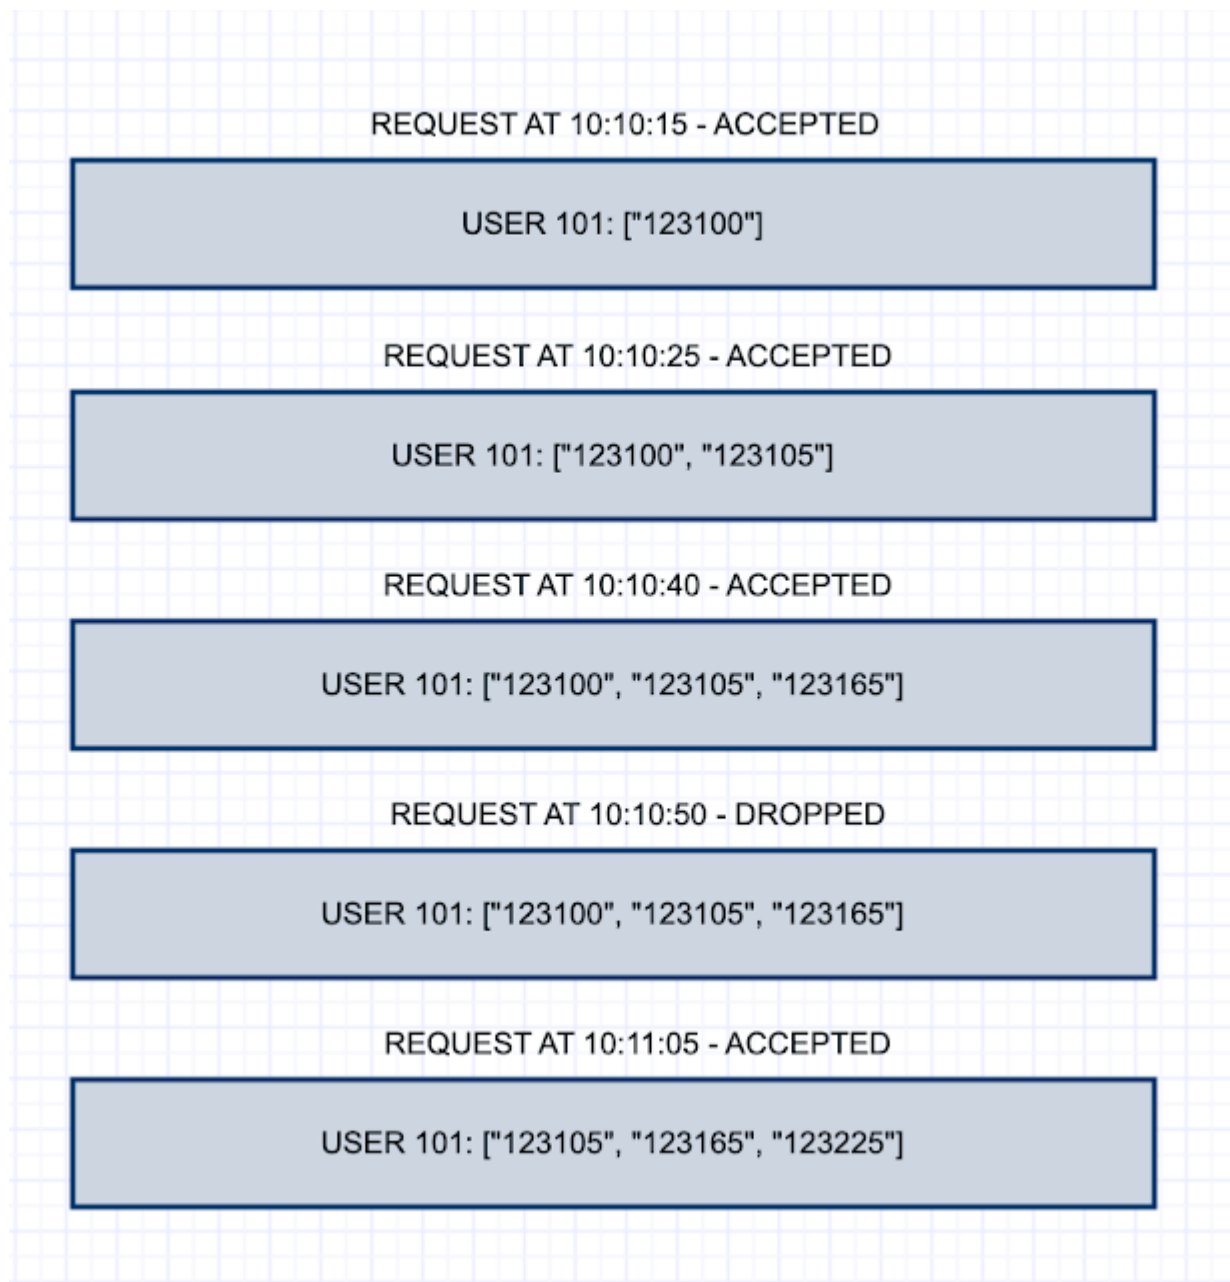 REQUEST AT 10:10:15 - ACCEPTED
USER 101: ["123100"]
REQUEST AT 10:10:25 - ACCEPTED
USER 101: ["123100", "123105"]
REQUEST AT 10:10:40 - ACCEPTED
USER 101: ["123100", "123105", "123165"]
REQUEST AT 10:10:50 - DROPPED
USER 101: ["123100", "123105", "123165"]
REQUEST AT 10:11:05 - ACCEPTED
USER 101: ["123105", "123165", "123225"]